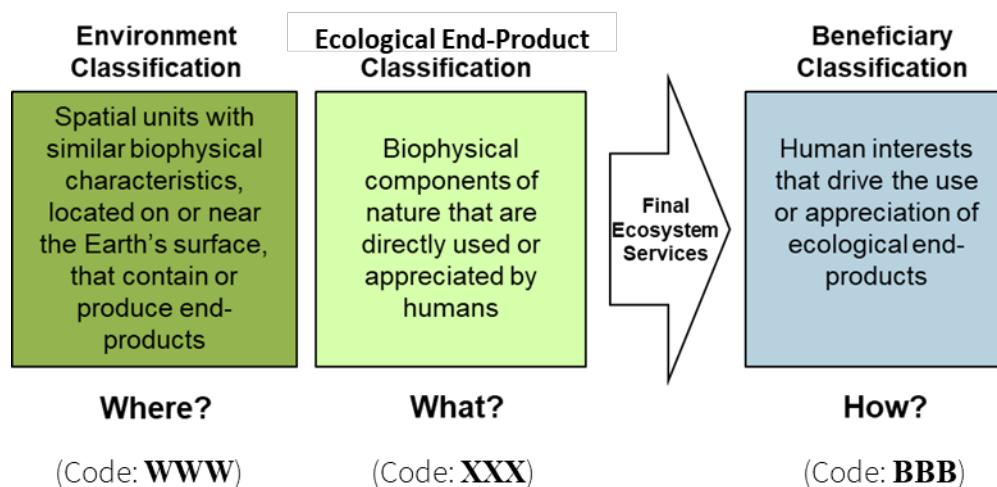 Environment
Classification
Spatial units with
similar biophysical
characteristics,
located on or near
the Earth's surface,
that contain or
produce end-
products
Where?
(Code: WWW)
Ecological End-Product
Classification
Biophysical
components of
nature that are
directly used or
appreciated by
humans
What?
(Code: XXX)
Final
Ecosystem
Services
Beneficiary
Classification
Human interests
that drive the use
or appreciation of
ecological end-
products
How?
(Code: BBB)